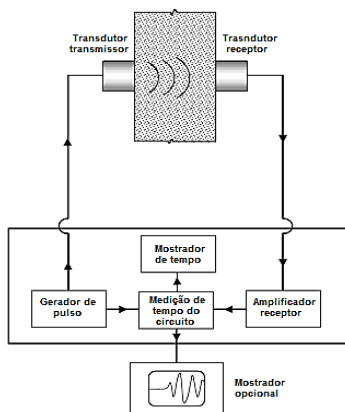 Transdutor
transmissor
Trasndutor
receptor
Mostrador
de tempo
Gerador de
pulso
Medição de
tempo do
circuito
Amplificador
receptor
Mostrador
opcional